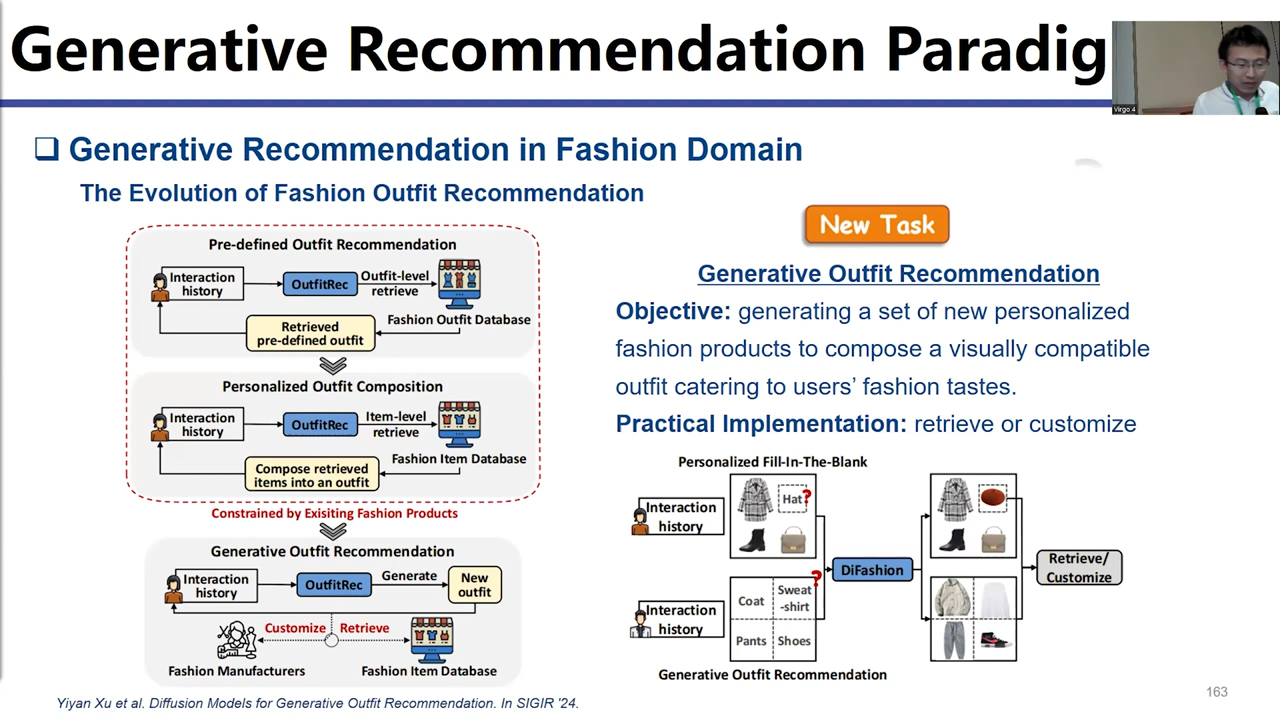 Generative Recommendation Paradig
Virgo 4
❑ Generative Recommendation in Fashion Domain
The Evolution of Fashion Outfit Recommendation
Pre-defined Outfit Recommendation
Interaction
history
OutfitRec
Outfit-level
retrieve
Fashion Outfit Database
Retrieved
pre-defined outfit
Personalized Outfit Composition
Interaction
history
OutfitRec
Item-level
retrieve
Fashion Item Database
Compose retrieved
items into an outfit
Constrained by Exisiting Fashion Products
Generative Outfit Recommendation
Interaction
history
OutfitRec
Generate
New
outfit
Customize
Retrieve
Fashion Manufacturers
Fashion Item Database
New Task
Generative Outfit Recommendation
Objective: generating a set of new personalized
fashion products to compose a visually compatible
outfit catering to users’ fashion tastes.
Practical Implementation: retrieve or customize
Personalized Fill-In-The-Blank
Interaction
history
Hat?
Interaction
history
?
Coat
Sweat
-shirt
Pants
Shoes
DiFashion
Retrieve/
Customize
Generative Outfit Recommendation
Yiyan Xu et al. Diffusion Models for Generative Outfit Recommendation. In SIGIR '24.
163